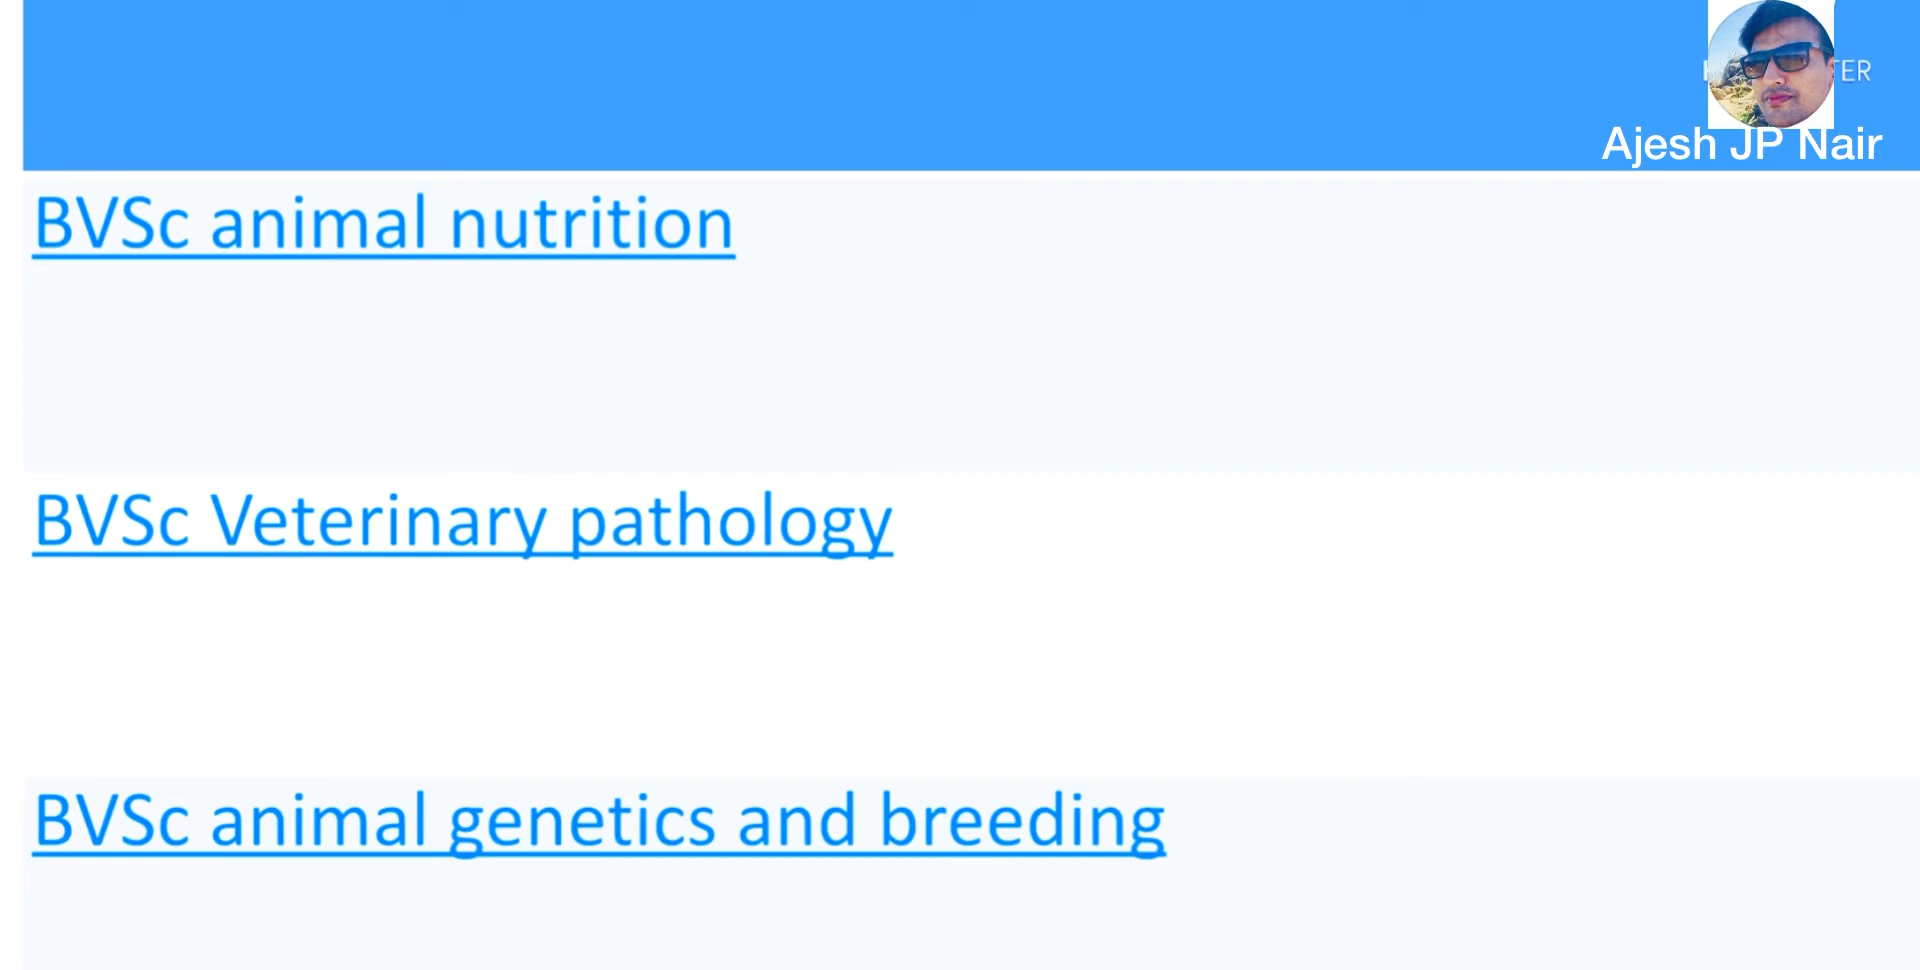 Ajesh JP Nair
BVSc animal nutrition
BVSc Veterinary pathology
BVSc animal genetics and breeding